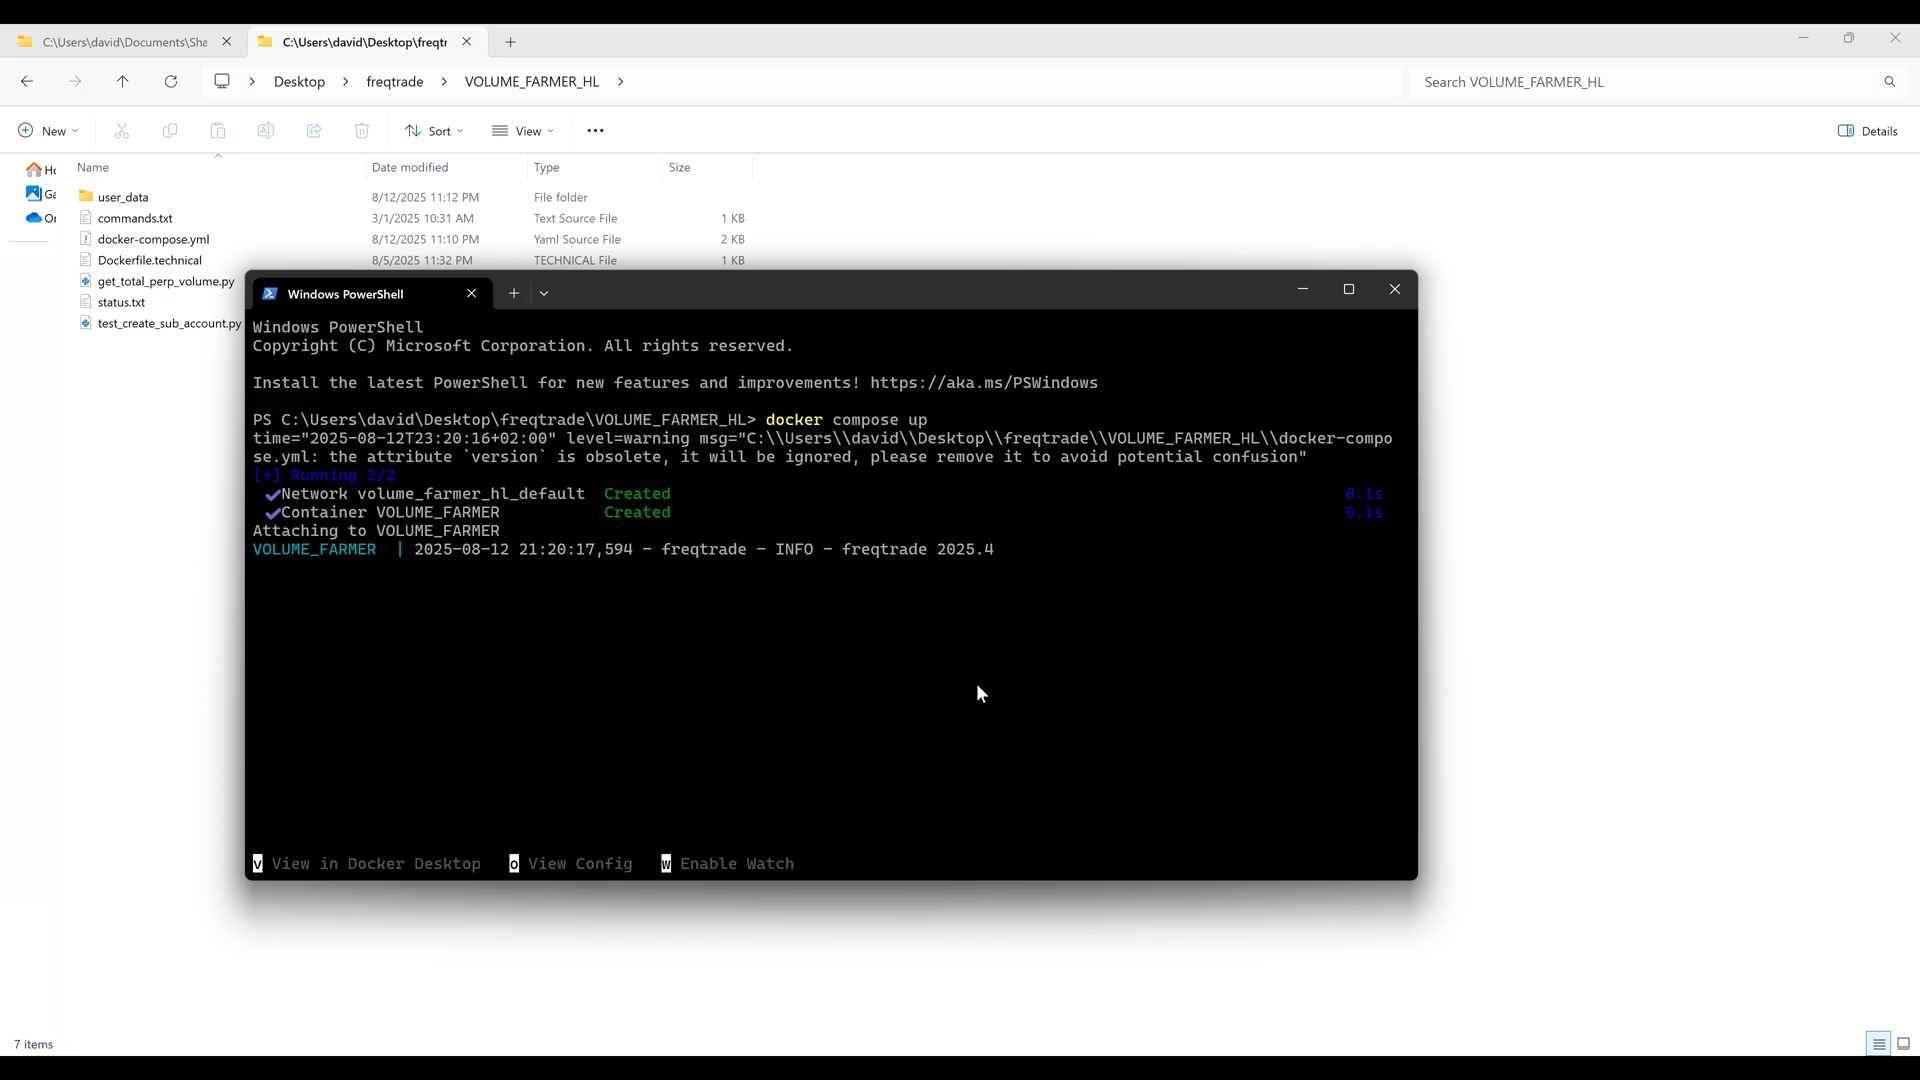 C:\Users\david\Documents\Sha
C:\Users\david\Desktop\freqtr
Desktop
freqtrade
VOLUME_FARMER_HL
Search VOLUME_FARMER_HL
New
Sort
View
Details
Name Date modified Type Size
user_data 8/12/2025 11:12 PM File folder
commands.txt 3/1/2025 10:31 AM Text Source File 1 KB
docker-compose.yml 8/12/2025 11:10 PM Yaml Source File 2 KB
Dockerfile.technical 8/5/2025 11:32 PM TECHNICAL File 1 KB
get_total_perp_volume.py
status.txt
test_create_sub_account.py
Ho
Ga
On
Windows PowerShell
Windows PowerShell
Copyright (C) Microsoft Corporation. All rights reserved.
Install the latest PowerShell for new features and improvements! https://aka.ms/PSWindows
PS C:\Users\david\Desktop\freqtrade\VOLUME_FARMER_HL> docker compose up
time="2025-08-12T23:20:16+02:00" level=warning msg="C:\\Users\\david\\Desktop\\freqtrade\\VOLUME_FARMER_HL\\docker-compo
se.yml: the attribute `version` is obsolete, it will be ignored, please remove it to avoid potential confusion"
[+] Running 2/2
✔Network volume_farmer_hl_default Created 0.1s
✔Container VOLUME_FARMER Created 0.1s
Attaching to VOLUME_FARMER
VOLUME_FARMER | 2025-08-12 21:20:17,594 - freqtrade - INFO - freqtrade 2025.4
v View in Docker Desktop o View Config w Enable Watch
7 items